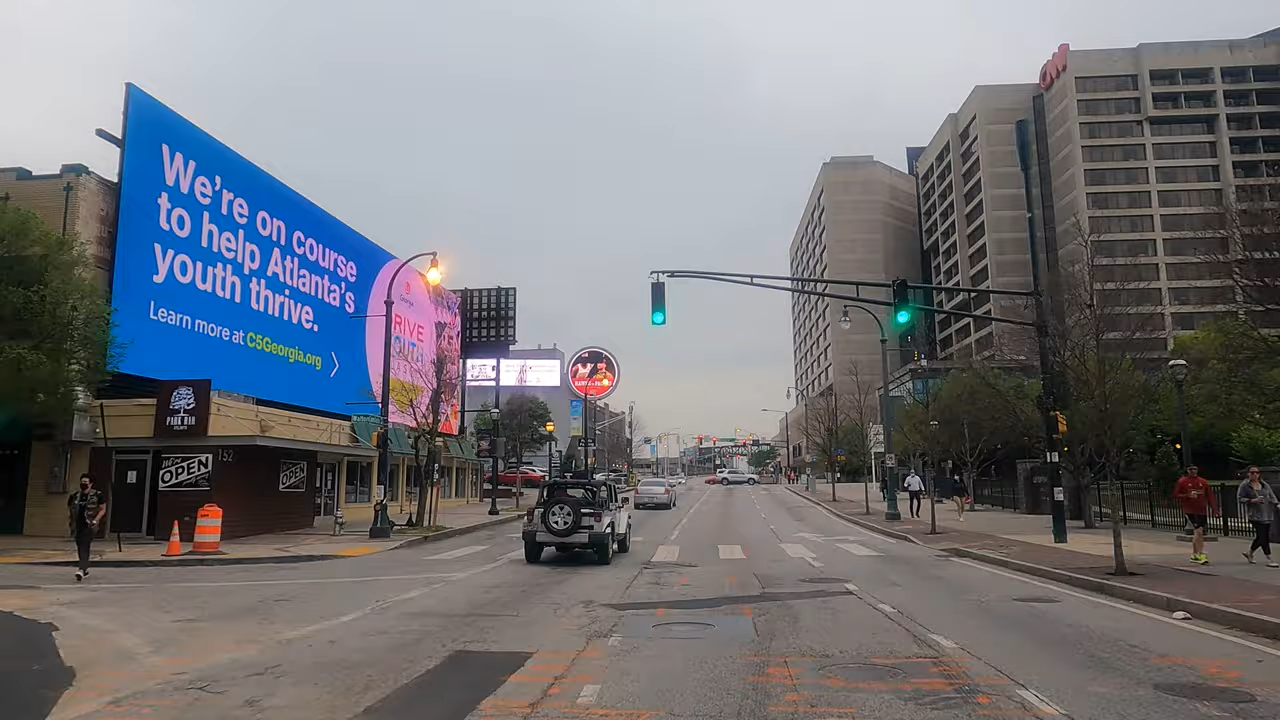 We're on course
to help Atlanta's
youth thrive.
Learn more at C5Georgia.org
CNN
PARK BAR
OPEN
152
OPEN